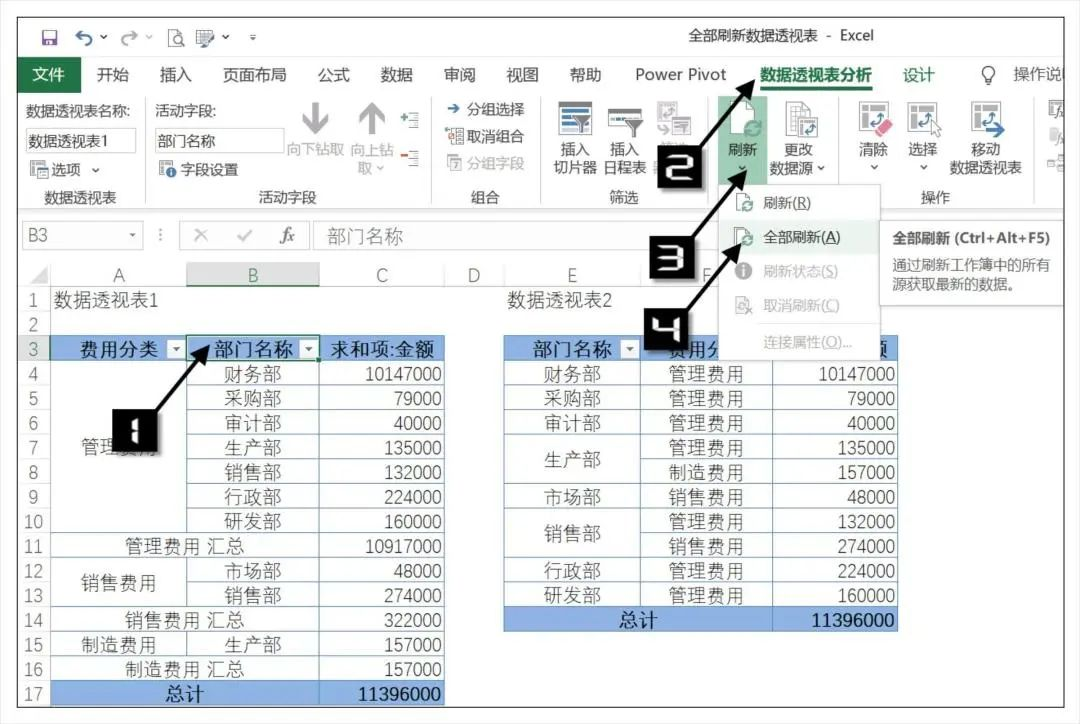 全部刷新数据透视表 - Excel
文件 开始 插入 页面布局 公式 数据 审阅 视图 帮助 Power Pivot 数据透视表分析 设计 操作说
数据透视表名称:
数据透视表1
选项
数据透视表
活动字段:
部门名称
字段设置
向下钻取 向上钻取
活动字段
分组选择
取消组合
分组字段
组合
插入切片器
插入日程表
筛选
刷新
更改数据源
清除 选择 移动数据透视表
操作
刷新(R)
全部刷新(A)
刷新状态(S)
取消刷新(C)
连接属性(O)...
全部刷新 (Ctrl+Alt+F5)
通过刷新工作簿中的所有
源获取最新的数据。
1
2
3
4
B3 fx 部门名称
A B C D E F
1 数据透视表1 数据透视表2
2
3 费用分类 部门名称 求和项:金额 部门名称
4 财务部 10147000 财务部 管理费用 10147000
5 采购部 79000 采购部 管理费用 79000
6 审计部 40000 审计部 管理费用 40000
7 管理费用 生产部 135000 生产部 管理费用 135000
8 销售部 132000 制造费用 157000
9 行政部 224000 市场部 销售费用 48000
10 研发部 160000 销售部 管理费用 132000
11 管理费用 汇总 10917000 销售费用 274000
12 销售费用 市场部 48000 行政部 管理费用 224000
13 销售部 274000 研发部 管理费用 160000
14 销售费用 汇总 322000 总计 11396000
15 制造费用 生产部 157000
16 制造费用 汇总 157000
17 总计 11396000